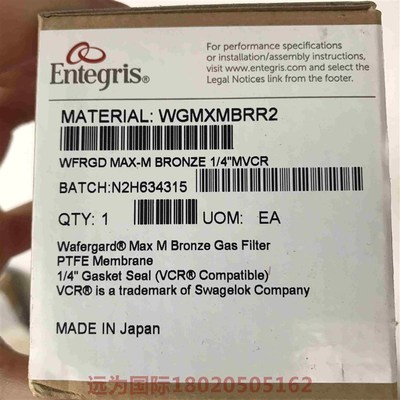 Entegris®
For product specifications
or installation/assembly instructions,
visit www.entegris.com and select the
Legal Notices link from the footer.
MATERIAL: WGMXMBRR2
WFRGD MAX-M BRONZE 1/4"MVCR
BATCH:N2H634315
QTY: 1 UOM: EA
Wafergard® Max M Bronze Gas Filter
PTFE Membrane
1/4" Gasket Seal (VCR® Compatible)
VCR® is a trademark of Swagelok Company
MADE IN Japan
远为国际18020505162